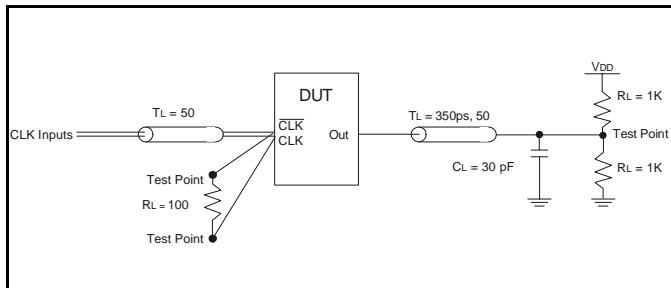 VDD
DUT
RL = 1K
TL = 50
TL = 350ps, 50
CLK
CLK Inputs
CLK
Out
Test Point
Test Point
CL = 30 pF
RL = 1K
RL = 100
Test Point